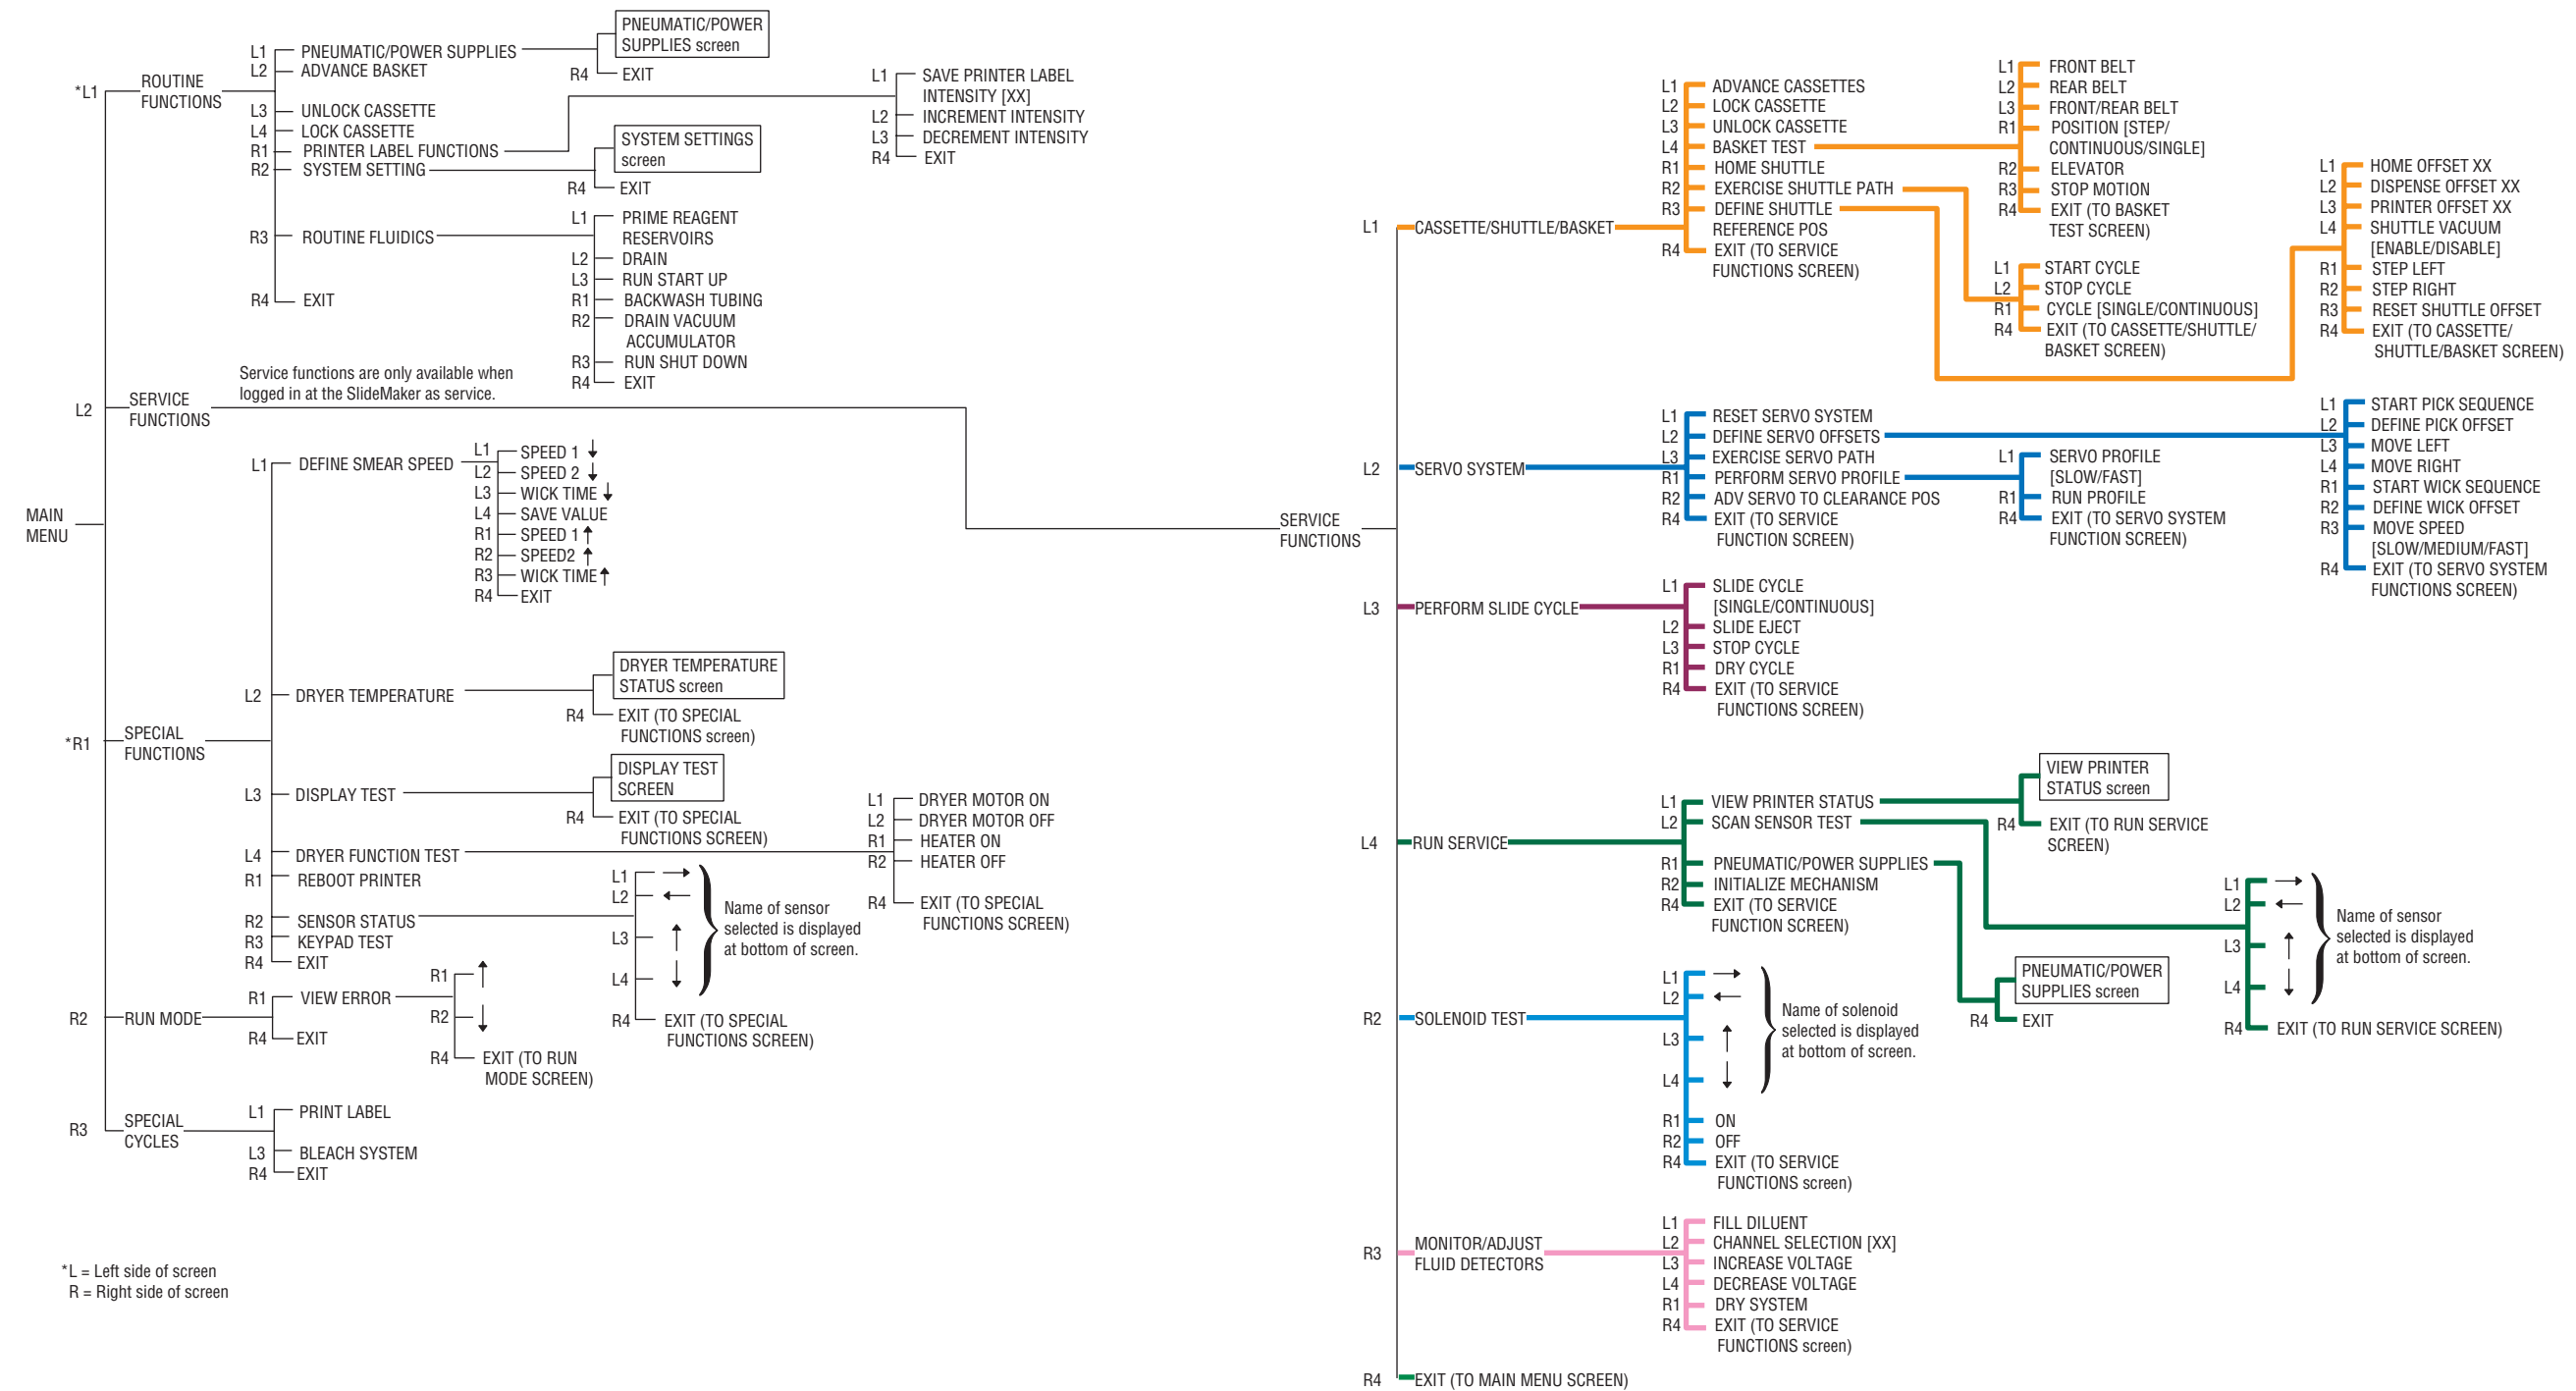 MAIN
MENU
*L1
ROUTINE
FUNCTIONS
L1 PNEUMATIC/POWER SUPPLIES
PNEUMATIC/POWER
SUPPLIES screen
R4 EXIT
L2 ADVANCE BASKET
L3 UNLOCK CASSETTE
L4 LOCK CASSETTE
R1 PRINTER LABEL FUNCTIONS
L1 SAVE PRINTER LABEL
INTENSITY [XX]
L2 INCREMENT INTENSITY
L3 DECREMENT INTENSITY
R4 EXIT
R2 SYSTEM SETTING
SYSTEM SETTINGS
screen
R4 EXIT
R3 ROUTINE FLUIDICS
L1 PRIME REAGENT
RESERVOIRS
L2 DRAIN
L3 RUN START UP
R1 BACKWASH TUBING
R2 DRAIN VACUUM
ACCUMULATOR
R3 RUN SHUT DOWN
R4 EXIT
R4 EXIT
L2
SERVICE
FUNCTIONS
Service functions are only available when
logged in at the SlideMaker as service.
*R1
SPECIAL
FUNCTIONS
L1 DEFINE SMEAR SPEED
L1 SPEED 1 ↓
L2 SPEED 2 ↓
L3 WICK TIME ↓
L4 SAVE VALUE
R1 SPEED 1 ↑
R2 SPEED2 ↑
R3 WICK TIME ↑
R4 EXIT
L2 DRYER TEMPERATURE
DRYER TEMPERATURE
STATUS screen
R4 EXIT (TO SPECIAL
FUNCTIONS screen)
L3 DISPLAY TEST
DISPLAY TEST
SCREEN
R4 EXIT (TO SPECIAL
FUNCTIONS SCREEN)
L4 DRYER FUNCTION TEST
L1 DRYER MOTOR ON
L2 DRYER MOTOR OFF
R1 HEATER ON
R2 HEATER OFF
R4 EXIT (TO SPECIAL
FUNCTIONS SCREEN)
R1 REBOOT PRINTER
R2 SENSOR STATUS
L1 →
L2 ←
L3 ↑
L4 ↓
Name of sensor
selected is displayed
at bottom of screen.
R4 EXIT (TO SPECIAL
FUNCTIONS SCREEN)
R3 KEYPAD TEST
R4 EXIT
R2 RUN MODE
R1 VIEW ERROR
R1 ↑
R2 ↓
R4 EXIT (TO RUN
MODE SCREEN)
R4 EXIT
R3
SPECIAL
CYCLES
L1 PRINT LABEL
L3 BLEACH SYSTEM
R4 EXIT
*L = Left side of screen
R = Right side of screen
SERVICE
FUNCTIONS
L1 CASSETTE/SHUTTLE/BASKET
L1 ADVANCE CASSETTES
L2 LOCK CASSETTE
L3 UNLOCK CASSETTE
L4 BASKET TEST
L1 FRONT BELT
L2 REAR BELT
L3 FRONT/REAR BELT
R1 POSITION [STEP/
CONTINUOUS/SINGLE]
R2 ELEVATOR
R3 STOP MOTION
R4 EXIT (TO BASKET
TEST SCREEN)
R1 HOME SHUTTLE
R2 EXERCISE SHUTTLE PATH
L1 START CYCLE
L2 STOP CYCLE
R1 CYCLE [SINGLE/CONTINUOUS]
R4 EXIT (TO CASSETTE/SHUTTLE/
BASKET SCREEN)
R3 DEFINE SHUTTLE
REFERENCE POS
L1 HOME OFFSET XX
L2 DISPENSE OFFSET XX
L3 PRINTER OFFSET XX
L4 SHUTTLE VACUUM
[ENABLE/DISABLE]
R1 STEP LEFT
R2 STEP RIGHT
R3 RESET SHUTTLE OFFSET
R4 EXIT (TO CASSETTE/
SHUTTLE/BASKET SCREEN)
R4 EXIT (TO SERVICE
FUNCTIONS SCREEN)
L2 SERVO SYSTEM
L1 RESET SERVO SYSTEM
L2 DEFINE SERVO OFFSETS
L1 START PICK SEQUENCE
L2 DEFINE PICK OFFSET
L3 MOVE LEFT
L4 MOVE RIGHT
R1 START WICK SEQUENCE
R2 DEFINE WICK OFFSET
R3 MOVE SPEED
[SLOW/MEDIUM/FAST]
R4 EXIT (TO SERVO SYSTEM
FUNCTIONS SCREEN)
L3 EXERCISE SERVO PATH
R1 PERFORM SERVO PROFILE
L1 SERVO PROFILE
[SLOW/FAST]
R1 RUN PROFILE
R4 EXIT (TO SERVO SYSTEM
FUNCTION SCREEN)
R2 ADV SERVO TO CLEARANCE POS
R4 EXIT (TO SERVICE
FUNCTION SCREEN)
L3 PERFORM SLIDE CYCLE
L1 SLIDE CYCLE
[SINGLE/CONTINUOUS]
L2 SLIDE EJECT
L3 STOP CYCLE
R1 DRY CYCLE
R4 EXIT (TO SERVICE
FUNCTIONS SCREEN)
L4 RUN SERVICE
L1 VIEW PRINTER STATUS
VIEW PRINTER
STATUS screen
R4 EXIT (TO RUN SERVICE
SCREEN)
L2 SCAN SENSOR TEST
L1 →
L2 ←
L3 ↑
L4 ↓
Name of sensor
selected is displayed
at bottom of screen.
R4 EXIT (TO RUN SERVICE SCREEN)
R1 PNEUMATIC/POWER SUPPLIES
PNEUMATIC/POWER
SUPPLIES screen
R4 EXIT
R2 INITIALIZE MECHANISM
R4 EXIT (TO SERVICE
FUNCTION SCREEN)
R2 SOLENOID TEST
L1 →
L2 ←
L3 ↑
L4 ↓
Name of solenoid
selected is displayed
at bottom of screen.
R1 ON
R2 OFF
R4 EXIT (TO SERVICE
FUNCTIONS screen)
R3 MONITOR/ADJUST
FLUID DETECTORS
L1 FILL DILUENT
L2 CHANNEL SELECTION [XX]
L3 INCREASE VOLTAGE
L4 DECREASE VOLTAGE
R1 DRY SYSTEM
R4 EXIT (TO SERVICE
FUNCTIONS screen)
R4 EXIT (TO MAIN MENU SCREEN)